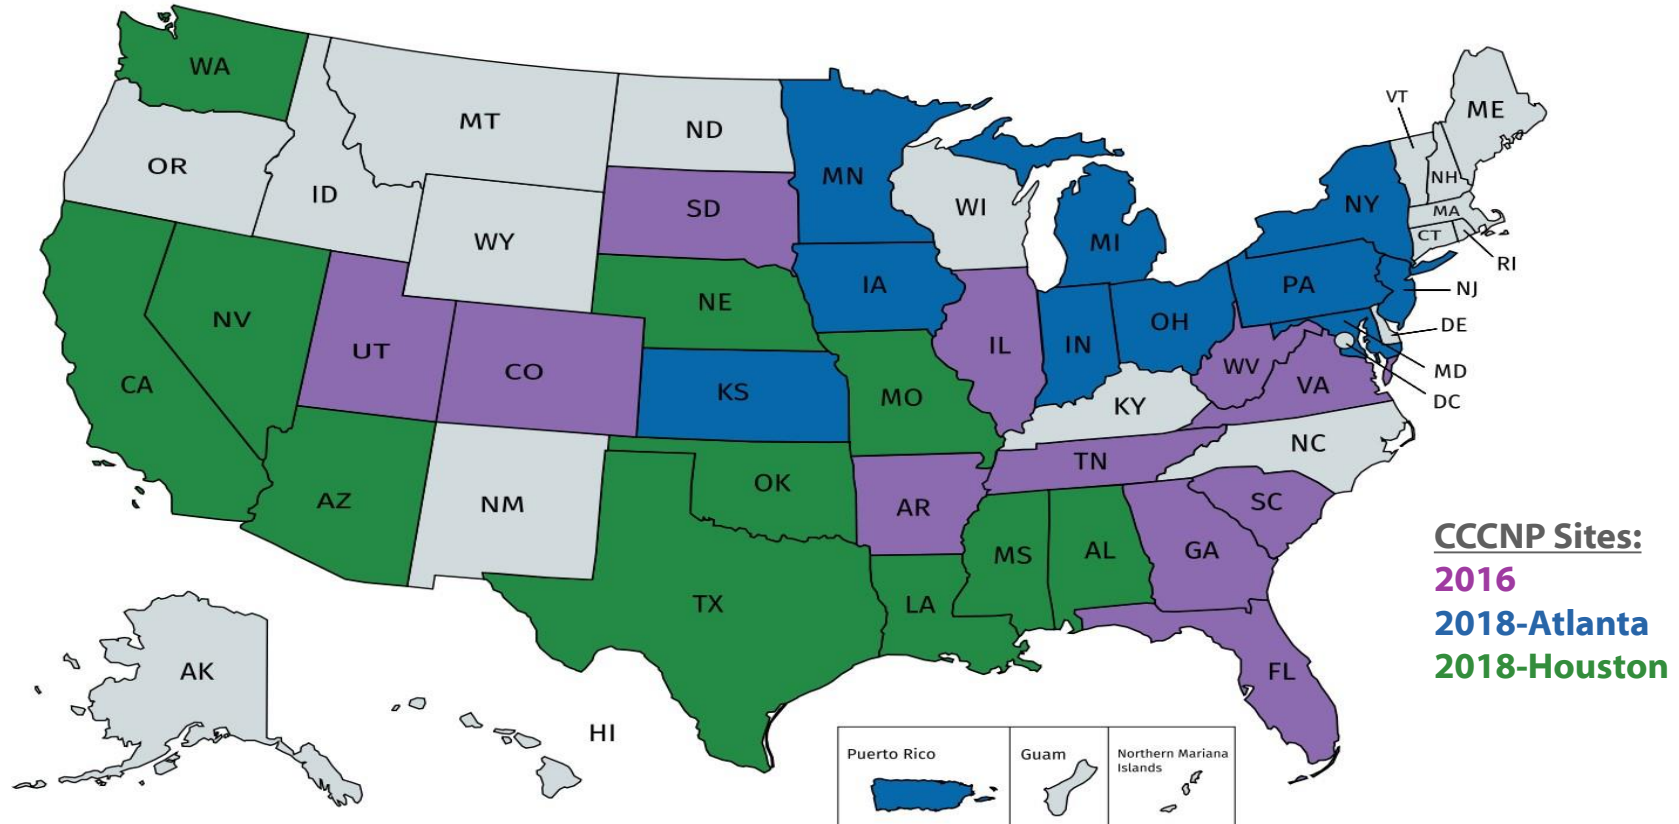 WA
MT
ND
OR
ID
WY
SD
MN
WI
MI
VT
ME
NH
NY
MA
CT
RI
NJ
PA
DE
MD
DC
NV
UT
CO
NE
IA
IL
IN
OH
WV
VA
CA
KS
MO
KY
NC
AZ
NM
OK
AR
TN
SC
TX
LA
MS
AL
GA
FL
AK
HI
CCCNP Sites:
2016
2018-Atlanta
2018-Houston
Puerto Rico
Guam
Northern Mariana
Islands